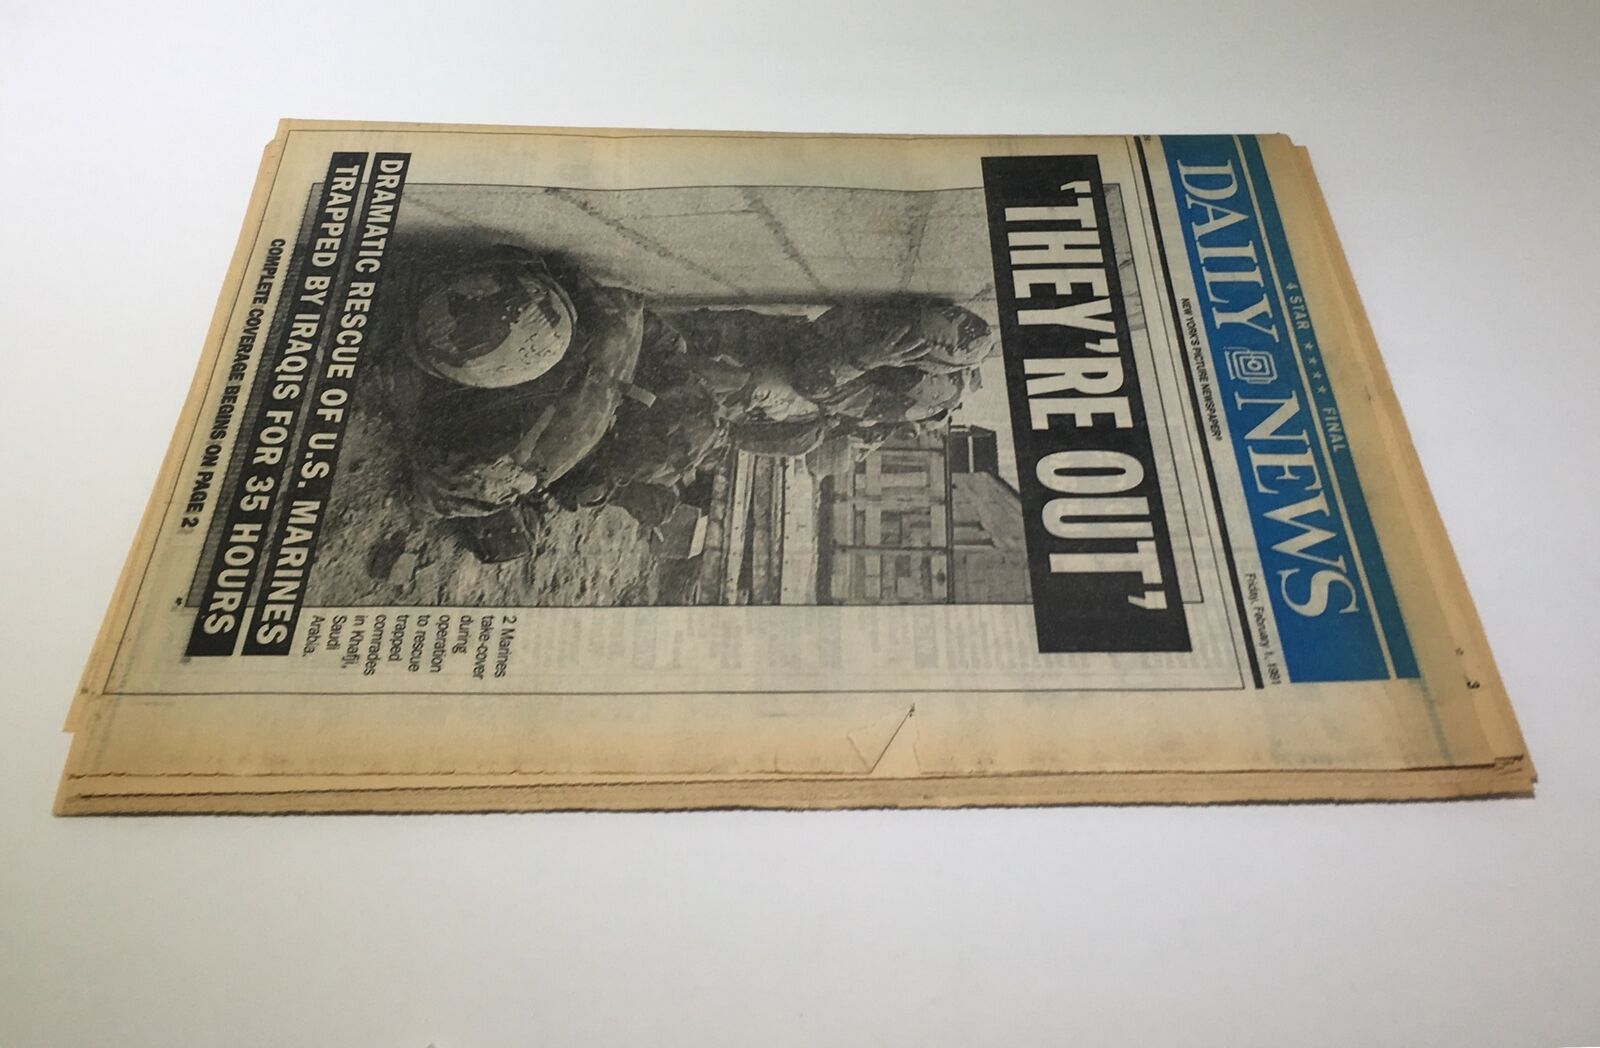 4 STAR ★★★★ FINAL
DAILY NEWS
NEW YORK'S PICTURE NEWSPAPER®
Friday, February 1, 1991
'THEY'RE OUT'
2 Marines
take cover
during
operation
to rescue
trapped
comrades
in Khafji,
Saudi
Arabia.
DRAMATIC RESCUE OF U.S. MARINES
TRAPPED BY IRAQIS FOR 35 HOURS
COMPLETE COVERAGE BEGINS ON PAGE 2
3